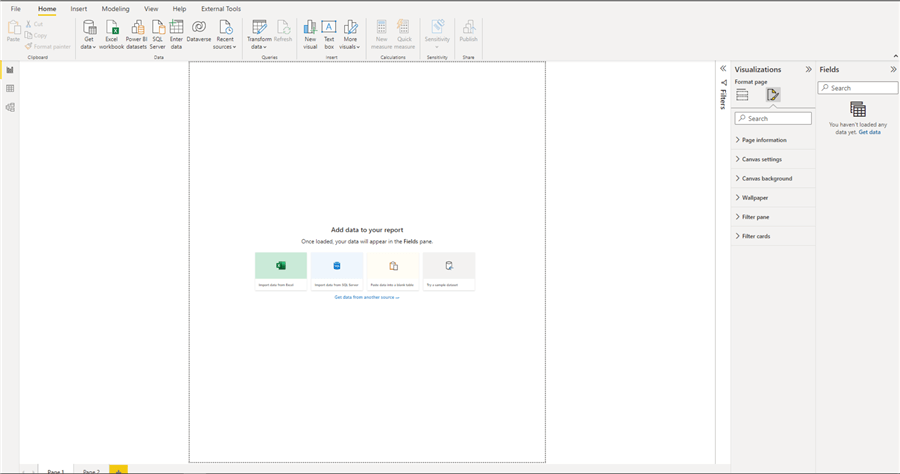 File Home Insert Modeling View Help External Tools
Paste
Cut
Copy
Format painter
Clipboard
Get data
Excel workbook
Power BI datasets
SQL Server
Enter data
Dataverse
Recent sources
Data
Transform data
Refresh
Queries
New visual
Text box
More visuals
Insert
New measure
Quick measure
Calculations
Sensitivity
Sensitivity
Publish
Share
Add data to your report
Once loaded, your data will appear in the Fields pane.
Import data from Excel
Import data from SQL Server
Paste data into a blank table
Try a sample dataset
Get data from another source →
Filters
Visualizations
Format page
Search
Page information
Canvas settings
Canvas background
Wallpaper
Filter pane
Filter cards
Fields
Search
You haven't loaded any
data yet. Get data
Page 1
Page 2